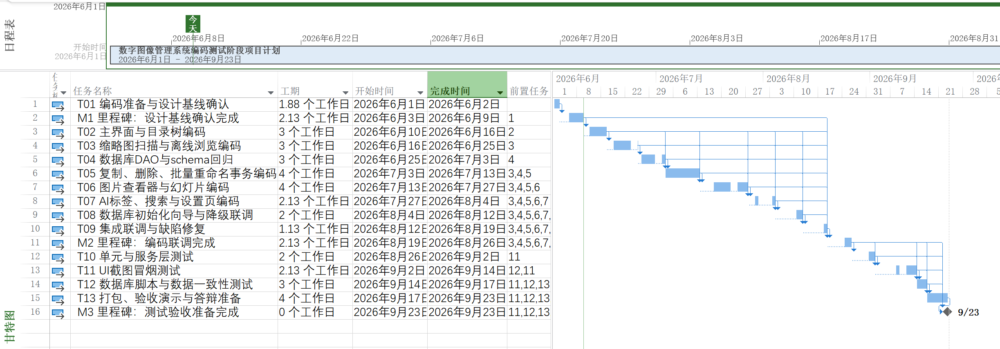 日程表
2026年6月1日
今天
2026年6月8日
2026年6月22日
2026年7月6日
2026年7月20日
2026年8月3日
2026年8月17日
2026年8月31
开始时间
2026年6月1日
数字图像管理系统编码测试阶段项目计划
2026年6月1日 - 2026年9月23日
甘特图
任务名称 工期 开始时间 完成时间 前置任务
2026年6月 2026年7月 2026年8月 2026年9月 2026
1 8 15 22 29 6 13 20 27 3 10 17 24 31 7 14 21 28 5
1 T01 编码准备与设计基线确认 1.88 个工作日 2026年6月1日 2026年6月2日
2 M1 里程碑：设计基线确认完成 2.13 个工作日 2026年6月3日 2026年6月9日 1
3 T02 主界面与目录树编码 3 个工作日 2026年6月10日 2026年6月16日 2
4 T03 缩略图扫描与离线浏览编码 3 个工作日 2026年6月16日 2026年6月25日 3
5 T04 数据库DAO与schema回归 3 个工作日 2026年6月25日 2026年7月3日 4
6 T05 复制、删除、批量重命名事务编码 4 个工作日 2026年7月3日 2026年7月13日 3,4,5
7 T06 图片查看器与幻灯片编码 4 个工作日 2026年7月13日 2026年7月27日 3,4,5,6
8 T07 AI标签、搜索与设置页编码 2.13 个工作日 2026年7月27日 2026年8月4日 3,4,5,6,7
9 T08 数据库初始化向导与降级联调 2 个工作日 2026年8月4日 2026年8月12日 3,4,5,6,7,
10 T09 集成联调与缺陷修复 1.13 个工作日 2026年8月12日 2026年8月19日 3,4,5,6,7,
11 M2 里程碑：编码联调完成 2.13 个工作日 2026年8月19日 2026年8月26日 3,4,5,6,7,
12 T10 单元与服务层测试 2 个工作日 2026年8月26日 2026年9月2日 11
13 T11 UI截图冒烟测试 2.13 个工作日 2026年9月2日 2026年9月14日 12,11
14 T12 数据库脚本与数据一致性测试 3 个工作日 2026年9月14日 2026年9月17日 11,12,13
15 T13 打包、验收演示与答辩准备 4 个工作日 2026年9月17日 2026年9月23日 11,12,13
16 M3 里程碑：测试验收准备完成 0 个工作日 2026年9月23日 2026年9月23日 11,12,13
9/23